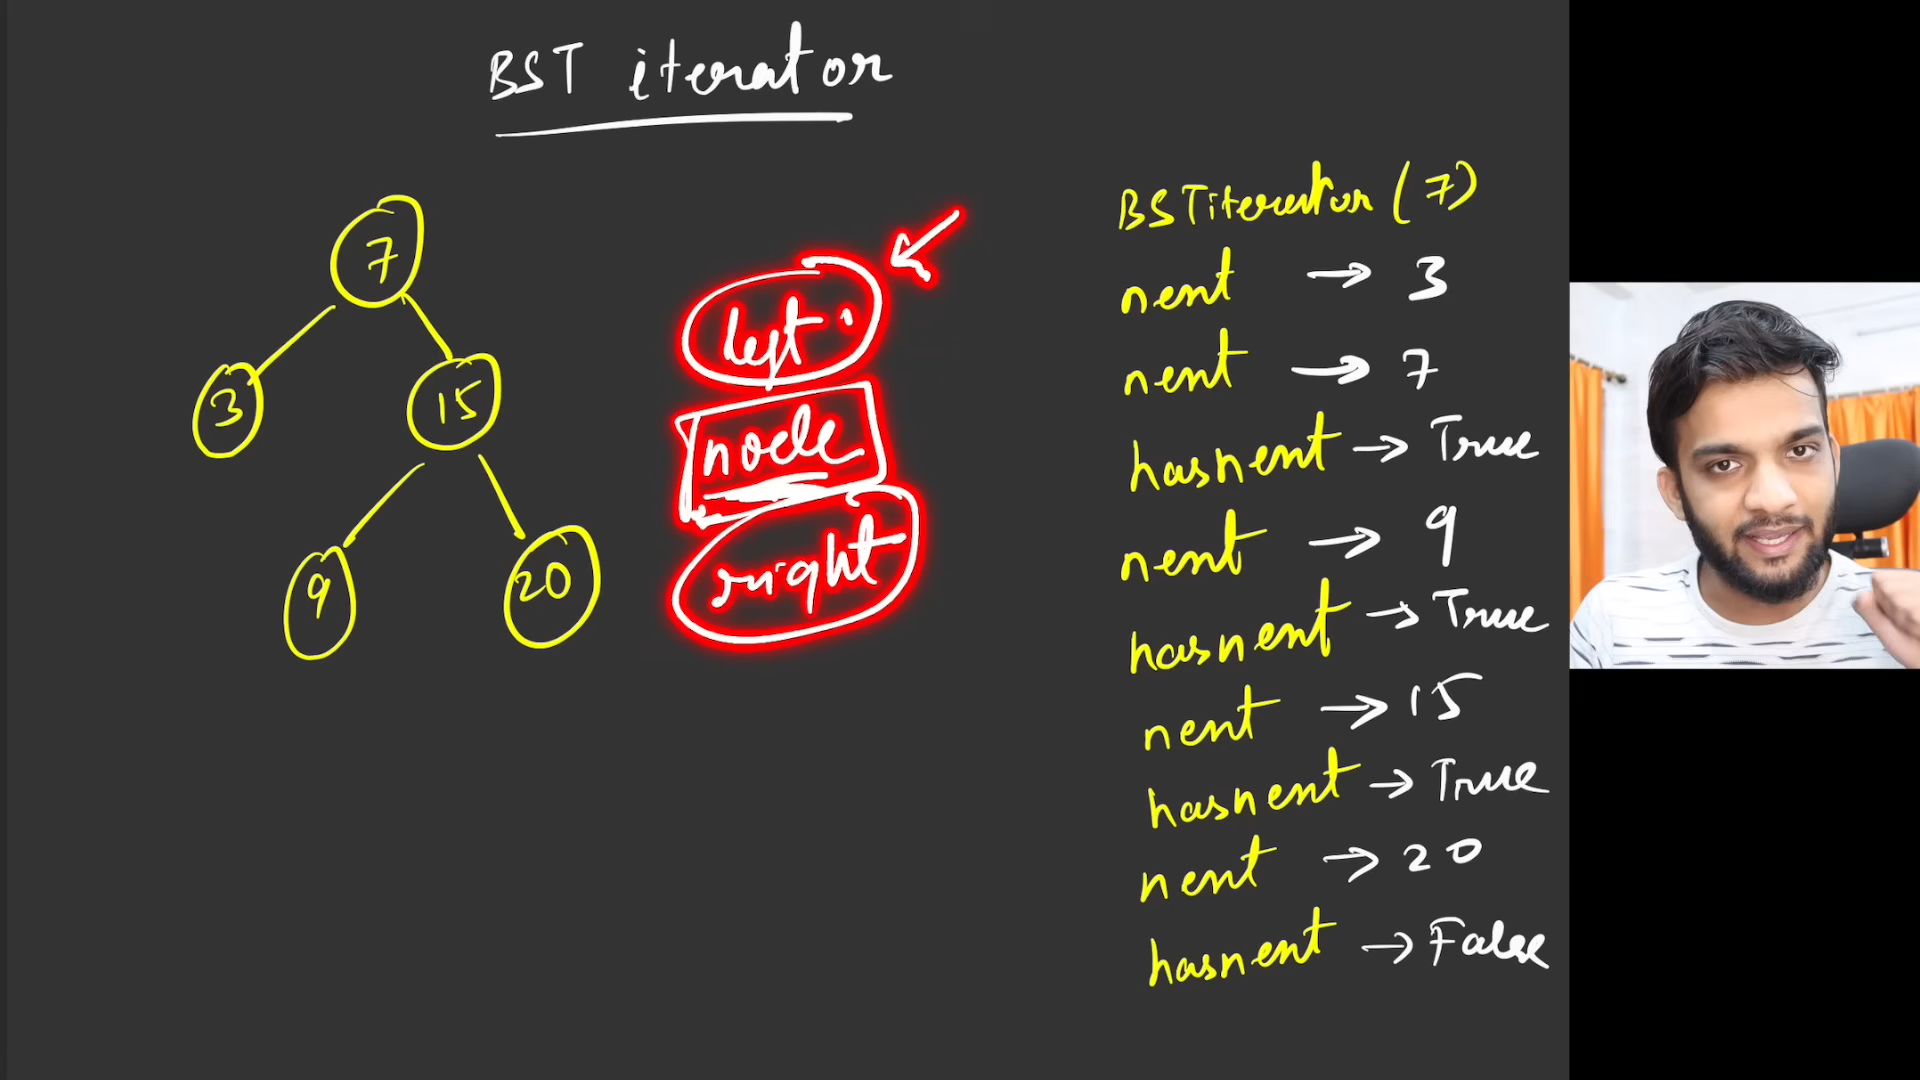 BST iterator
7
3
15
9
20
left
node
right
BSTiterator (7)
next → 3
next → 7
hasnext → True
next → 9
hasnext → True
next → 15
hasnext → True
next → 20
hasnext → False